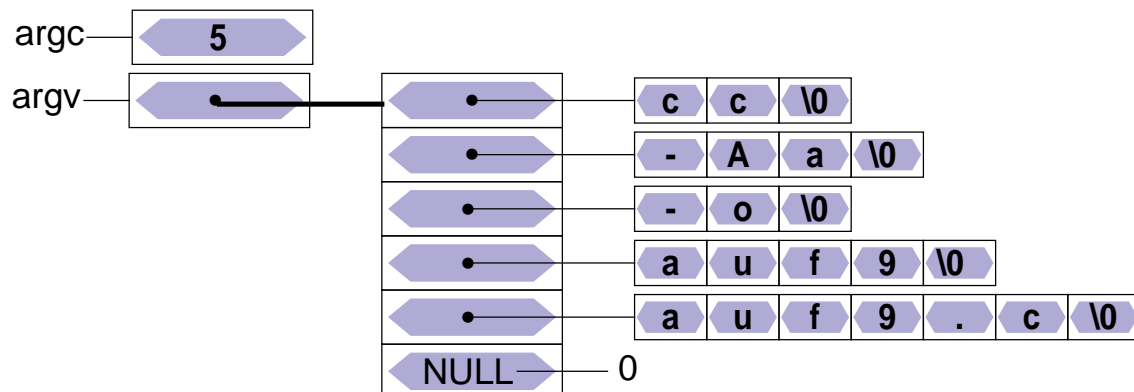 argc 5
argv
c c \0
- A a \0
- o \0
a u f 9 \0
a u f 9 . c \0
NULL 0